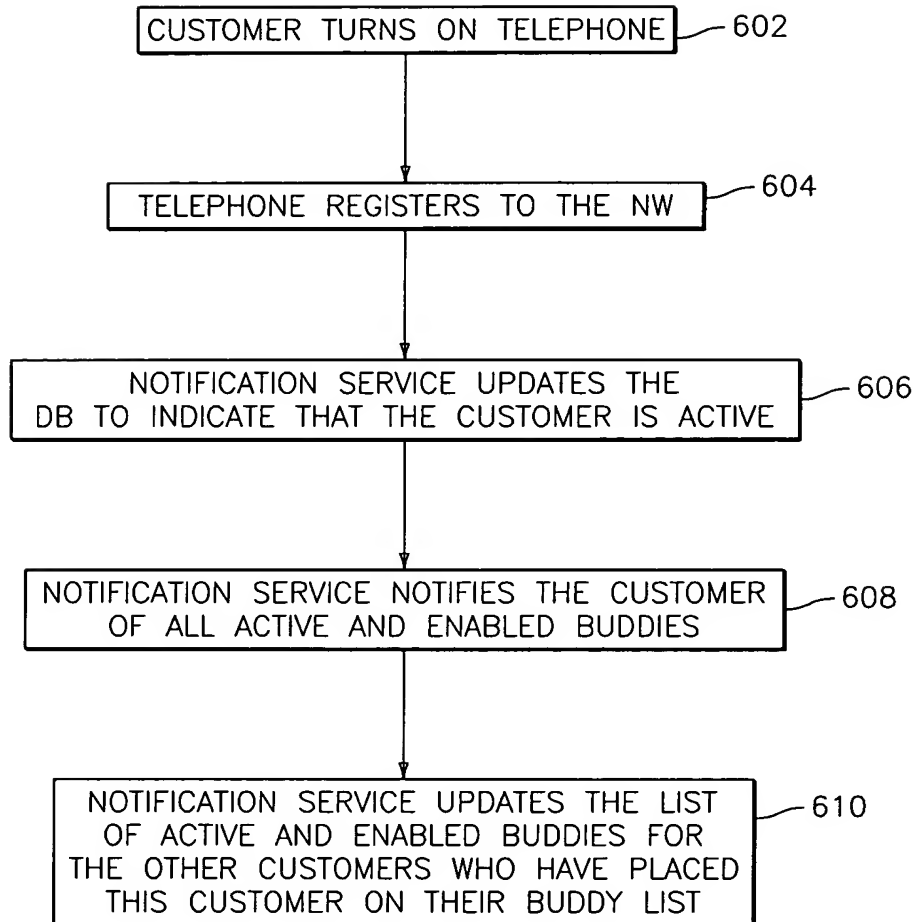 CUSTOMER TURNS ON TELEPHONE
602
TELEPHONE REGISTERS TO THE NW
604
NOTIFICATION SERVICE UPDATES THE
DB TO INDICATE THAT THE CUSTOMER IS ACTIVE
606
NOTIFICATION SERVICE NOTIFIES THE CUSTOMER
OF ALL ACTIVE AND ENABLED BUDDIES
608
NOTIFICATION SERVICE UPDATES THE LIST
OF ACTIVE AND ENABLED BUDDIES FOR
THE OTHER CUSTOMERS WHO HAVE PLACED
THIS CUSTOMER ON THEIR BUDDY LIST
610